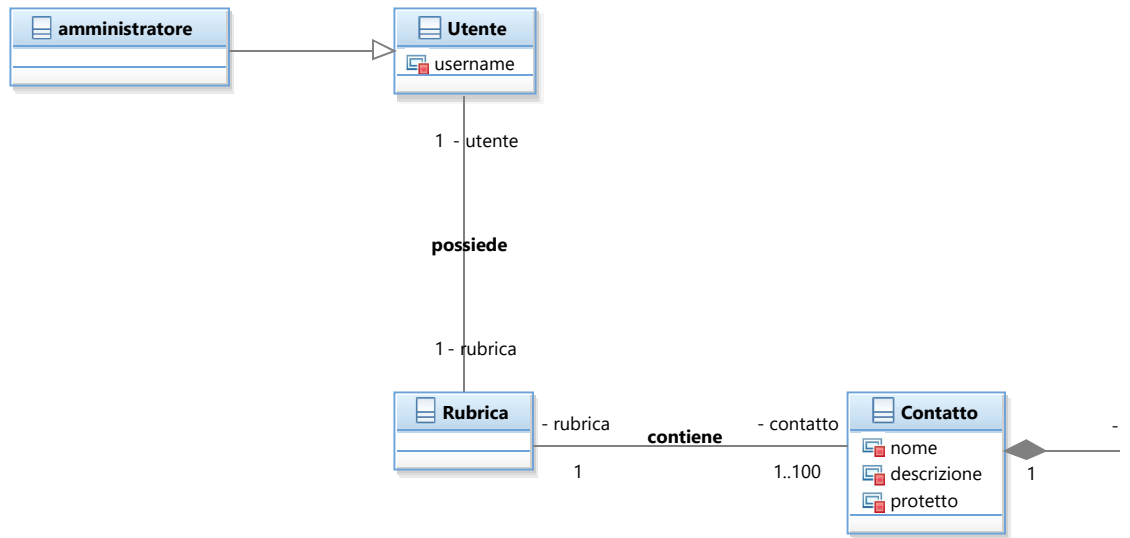 amministratore
Utente
username
1 - utente
possiede
1 - rubrica
Rubrica
- rubrica
contiene
- contatto
1
1..100
Contatto
nome
descrizione
protetto
-
1